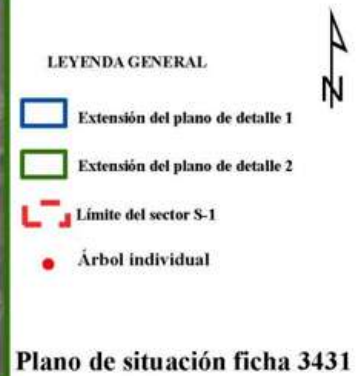 N
LEYENDA GENERAL
Extensión del plano de detalle 1
Extensión del plano de detalle 2
Límite del sector S-1
Árbol individual
Plano de situación ficha 3431